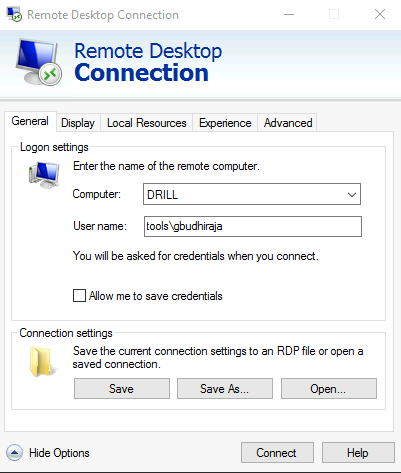 Remote Desktop Connection
Remote Desktop
Connection
General Display Local Resources Experience Advanced
Logon settings
Enter the name of the remote computer.
Computer: DRILL
User name: tools\gbudhiraja
You will be asked for credentials when you connect.
Allow me to save credentials
Connection settings
Save the current connection settings to an RDP file or open a
saved connection.
Save Save As... Open...
Hide Options Connect Help